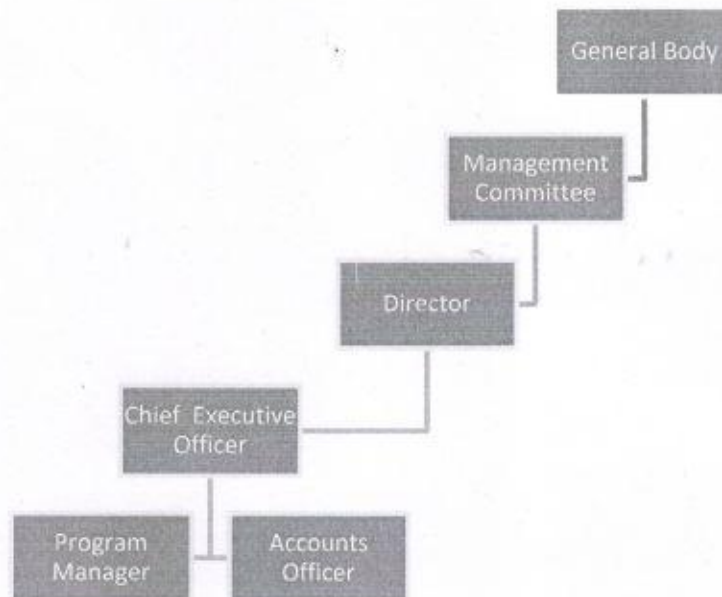 General Body
Management
Committee
Director
Chief Executive
Officer
Program
Manager
Accounts
Officer